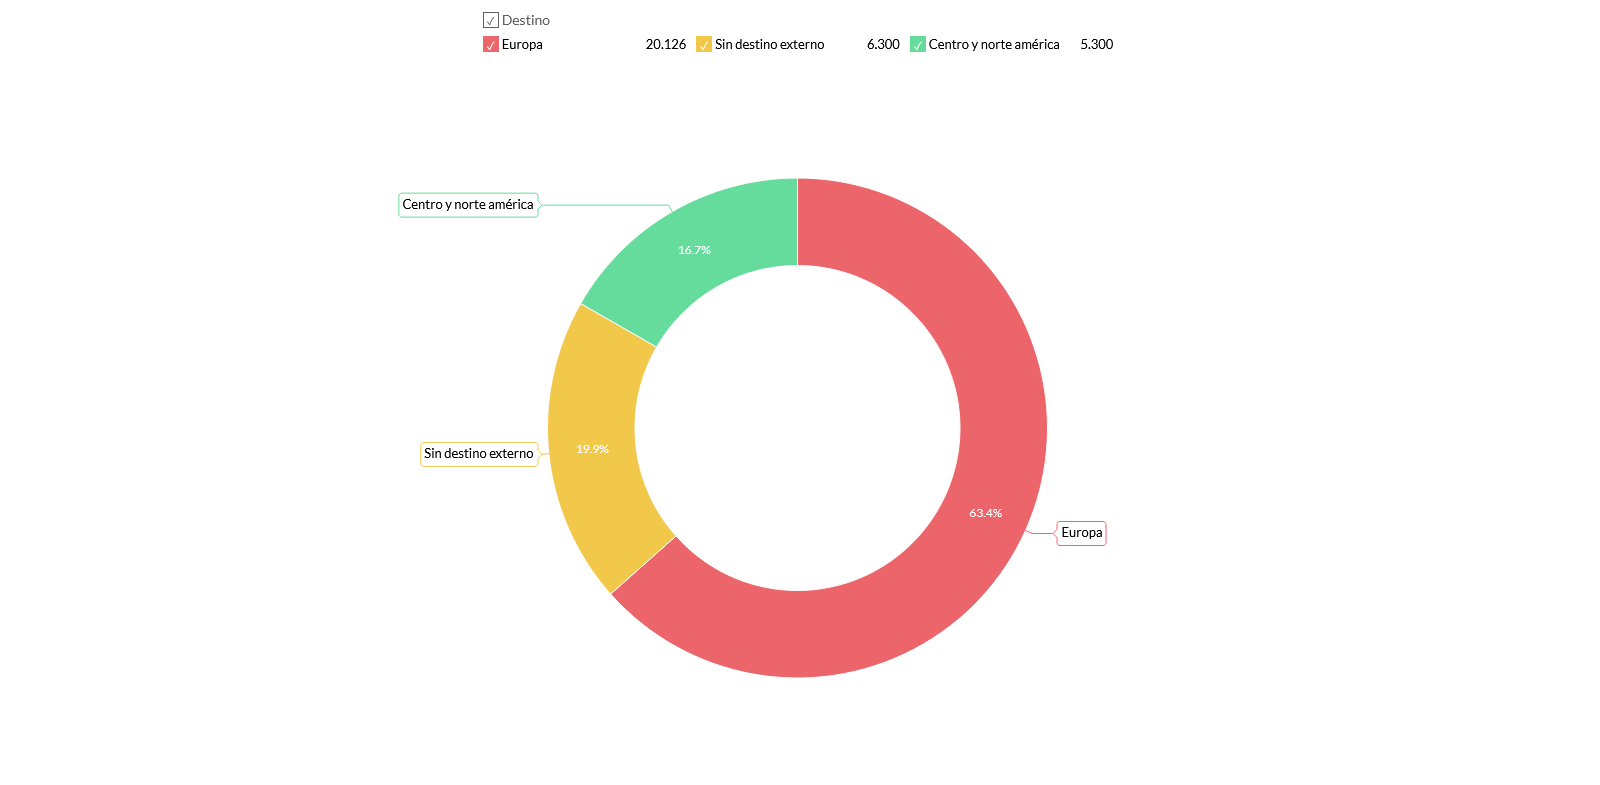 Destino
Europa 20.126 Sin destino externo 6.300 Centro y norte américa 5.300
Centro y norte américa
16.7%
19.9%
Sin destino externo
63.4%
Europa